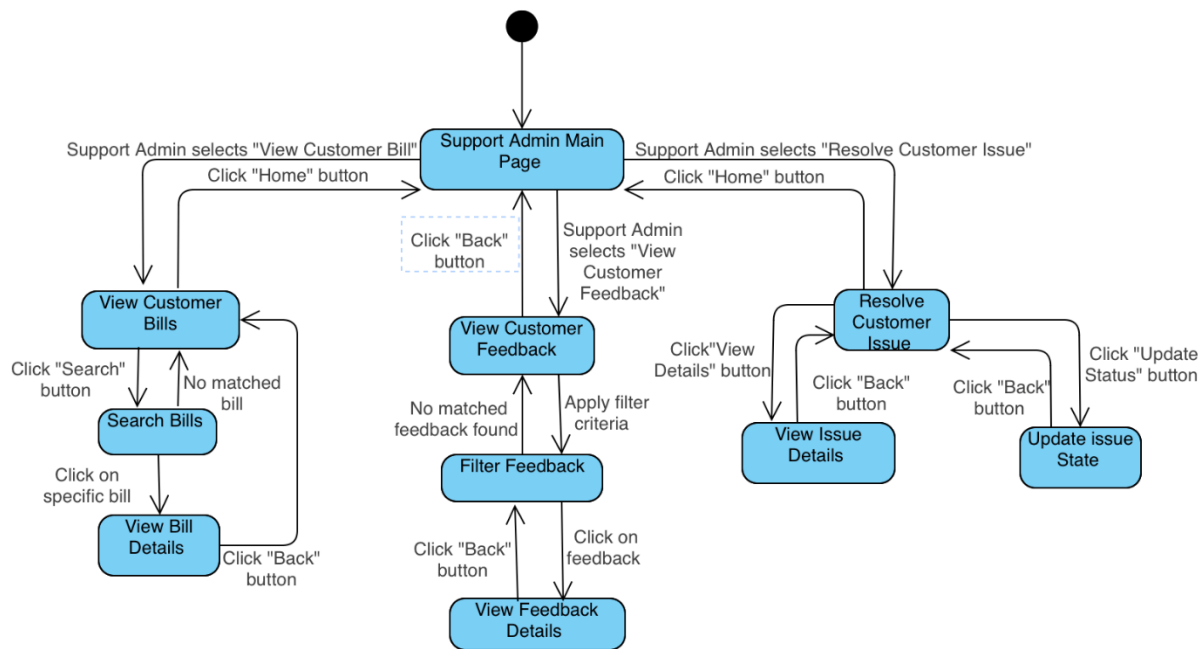 Support Admin Main
Page
Support Admin selects "View Customer Bill"
Support Admin selects "Resolve Customer Issue"
Click "Home" button
Click "Home" button
Click "Back"
button
Support Admin
selects "View
Customer
Feedback"
View Customer
Bills
Resolve
Customer
Issue
View Customer
Feedback
Click "Search"
button
No matched
bill
Click"View
Details" button
Click "Back"
button
Click "Back"
button
Click "Update
Status" button
No matched
feedback found
Apply filter
criteria
Search Bills
View Issue
Details
Update issue
State
Filter Feedback
Click on
specific bill
View Bill
Details
Click "Back"
button
Click "Back"
button
Click on
feedback
View Feedback
Details